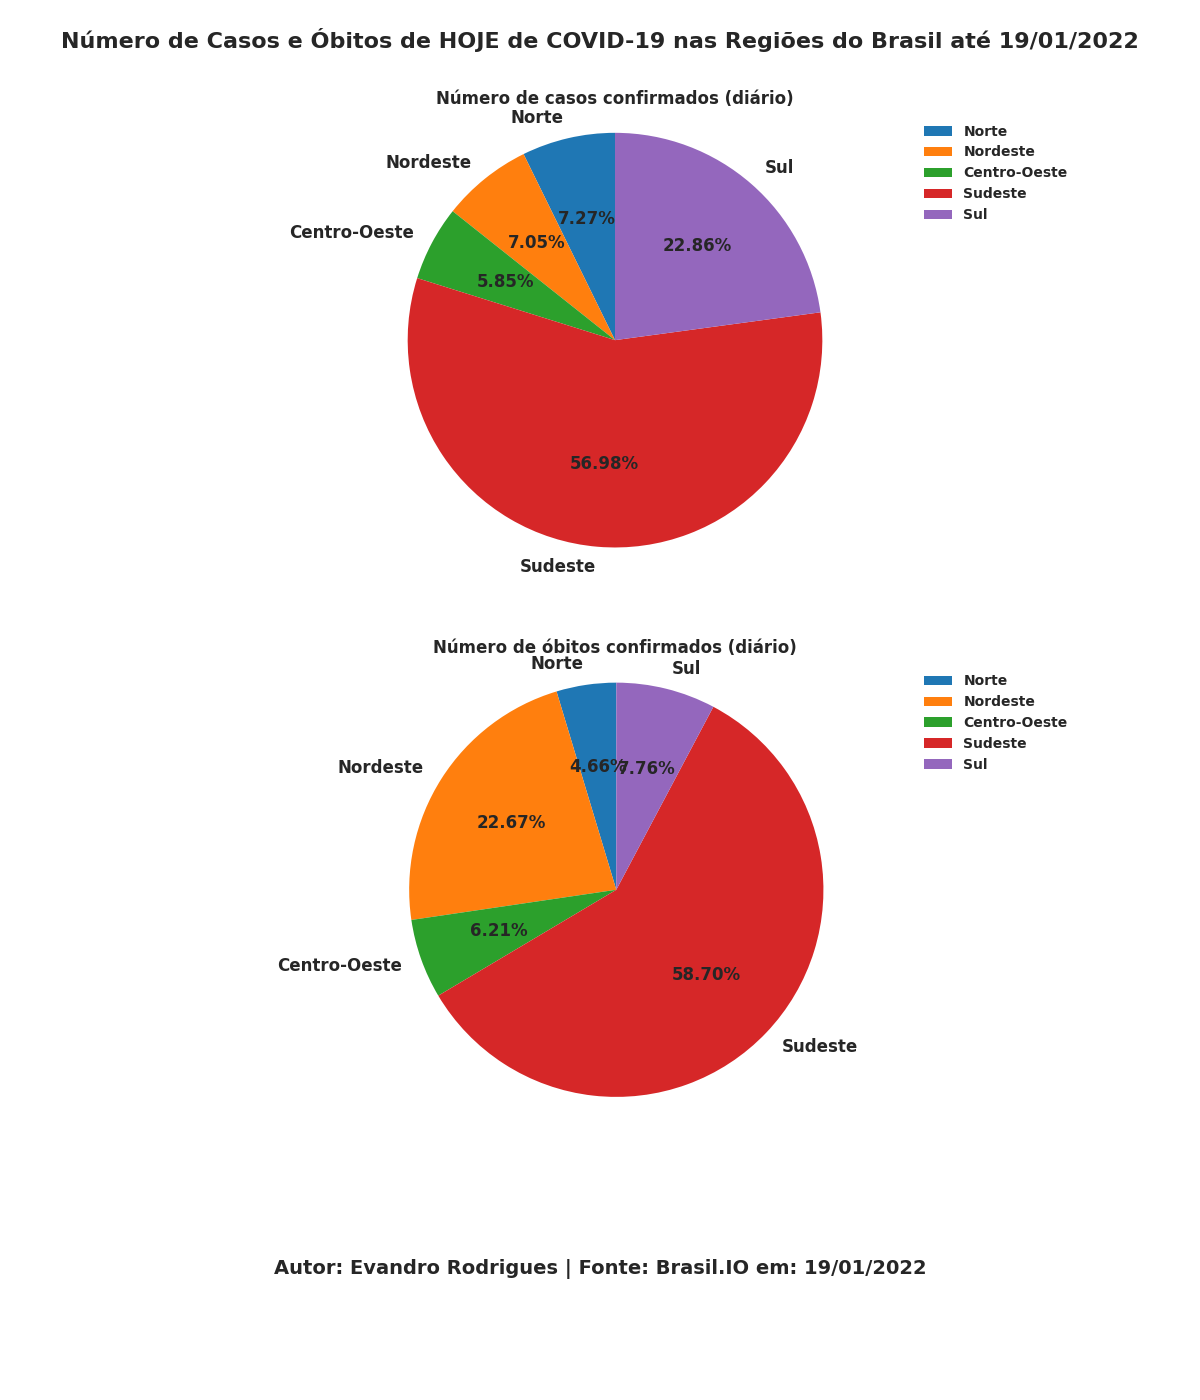 Número de Casos e Óbitos de HOJE de COVID-19 nas Regiões do Brasil até 19/01/2022
Número de casos confirmados (diário)
Norte
Nordeste
Centro-Oeste
Sudeste
Sul
7.27%
7.05%
5.85%
56.98%
22.86%
Norte
Nordeste
Centro-Oeste
Sudeste
Sul
Número de óbitos confirmados (diário)
Norte
Nordeste
Centro-Oeste
Sudeste
Sul
4.66%
22.67%
6.21%
58.70%
7.76%
Norte
Nordeste
Centro-Oeste
Sudeste
Sul
Autor: Evandro Rodrigues | Fonte: Brasil.IO em: 19/01/2022